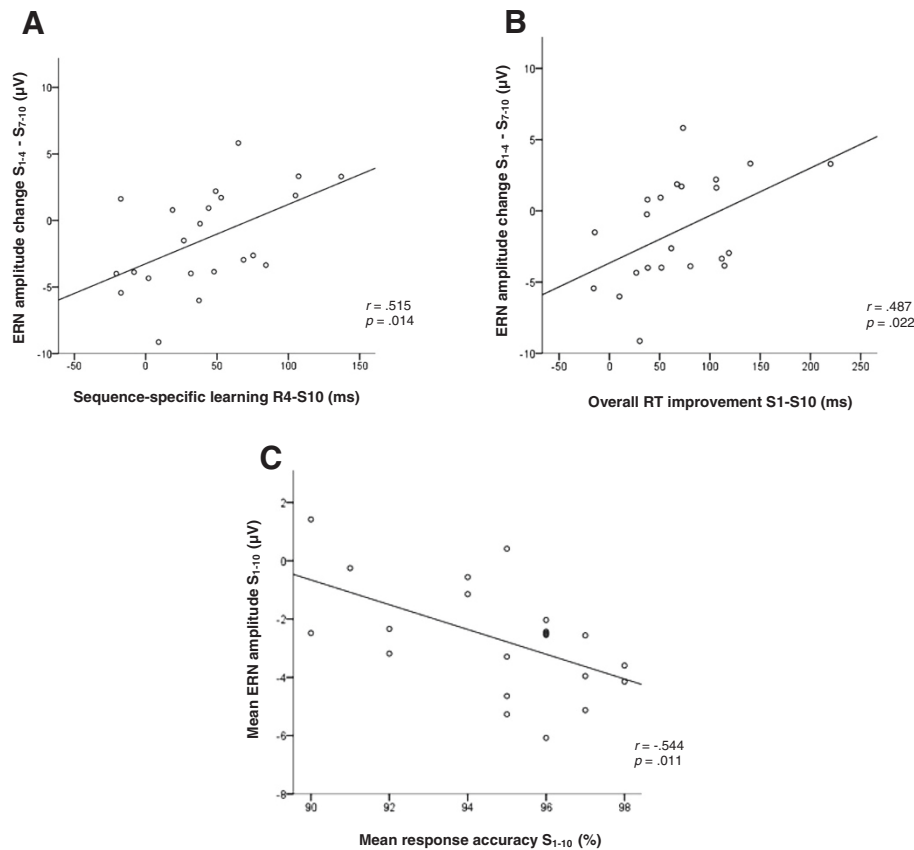 A
ERN amplitude change S1-4 - S7-10 (µV)
10
5
0
-5
-10
-50 0 50 100 150
r = .515
p = .014
Sequence-specific learning R4-S10 (ms)
B
ERN amplitude change S1-4 - S7-10 (µV)
10
5
0
-5
-10
-50 0 50 100 150 200 250
r = .487
p = .022
Overall RT improvement S1-S10 (ms)
C
Mean ERN amplitude S1-10 (µV)
2
0
-2
-4
-6
-8
90 92 94 96 98
r = -.544
p = .011
Mean response accuracy S1-10 (%)